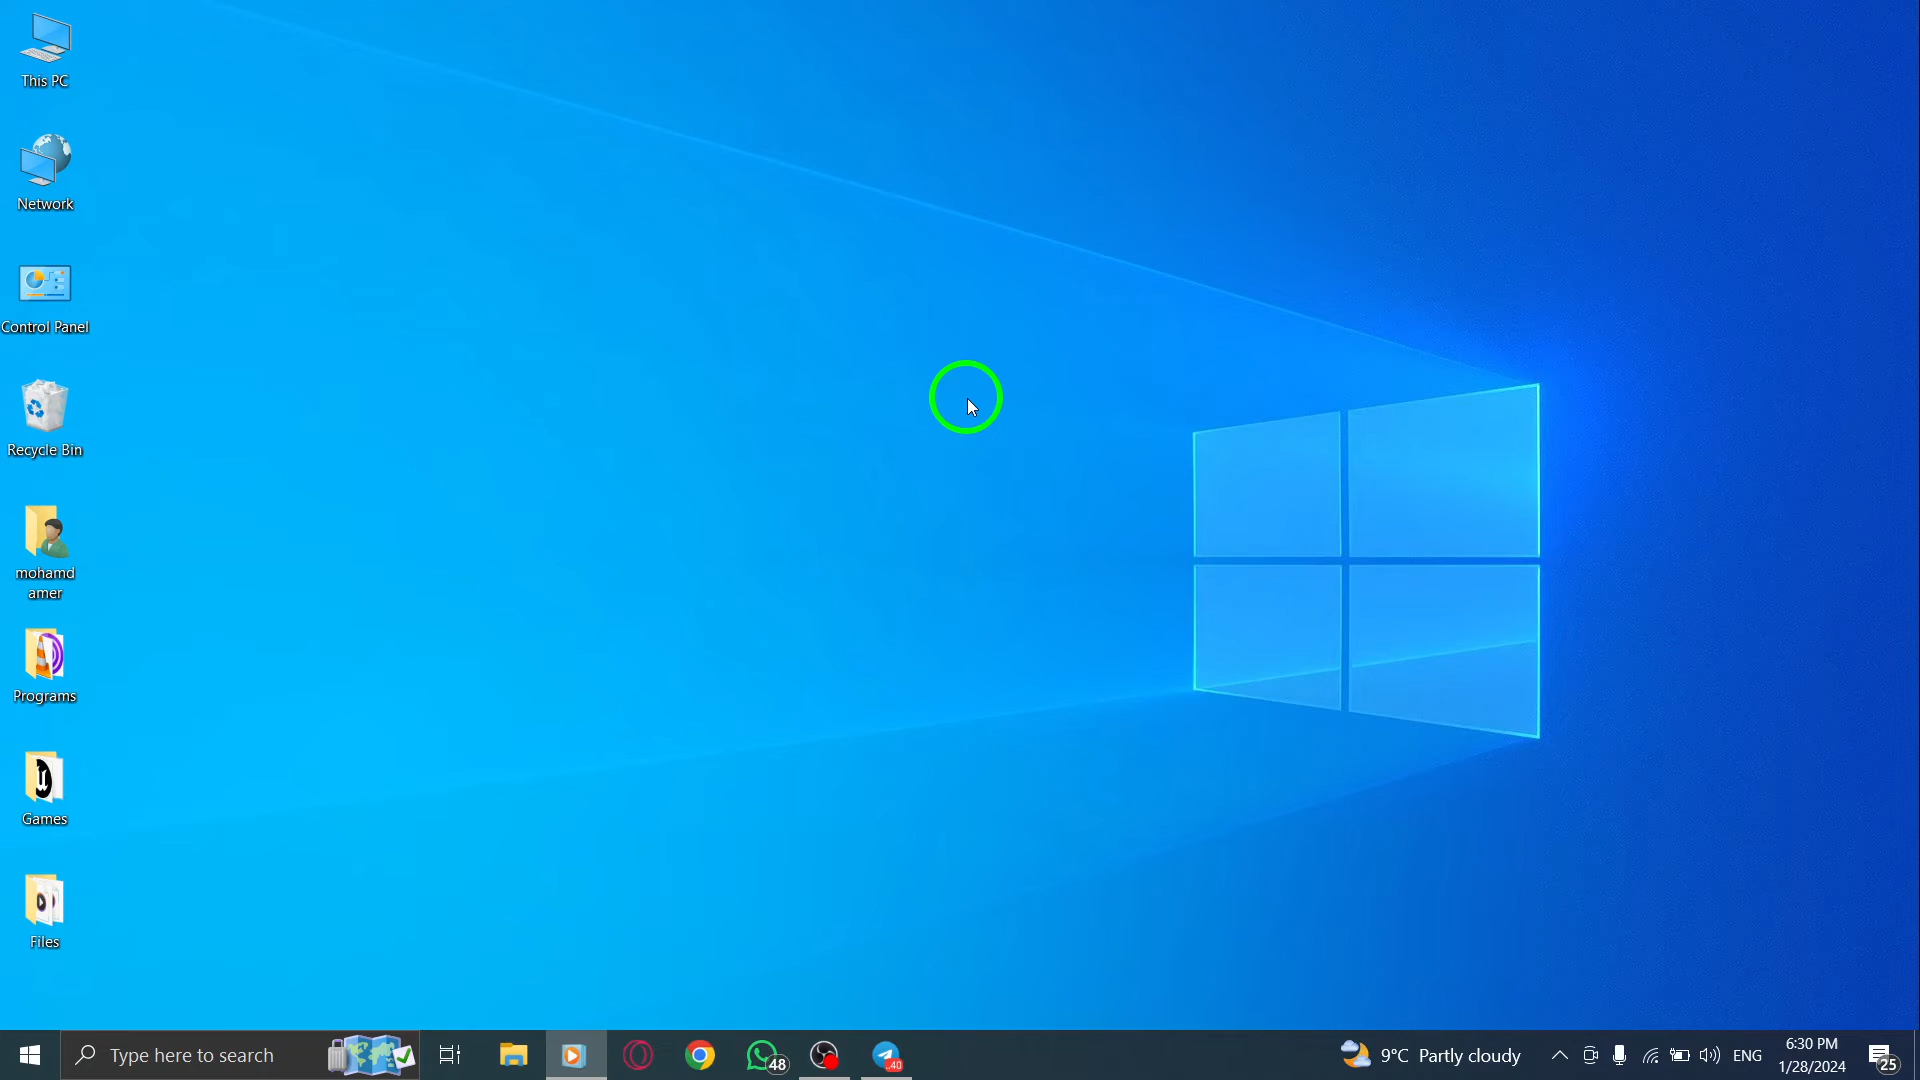 This PC
Network
Control Panel
Recycle Bin
mohamd
amer
Programs
Games
Files
Type here to search
48
40
9°C Partly cloudy
ENG
6:30 PM
1/28/2024
25